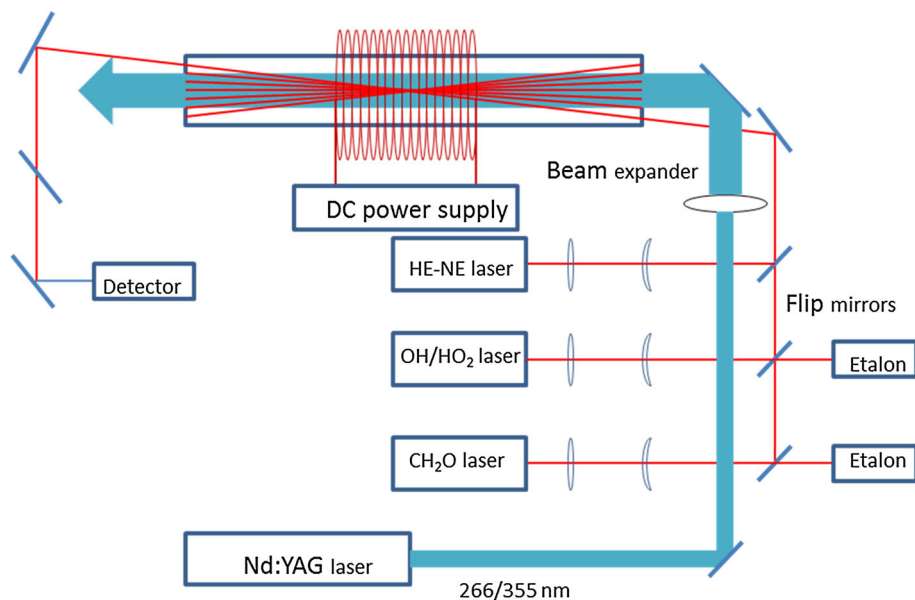 Beam expander
DC power supply
HE-NE laser
Detector
Flip mirrors
OH/HO₂ laser
Etalon
CH₂O laser
Etalon
Nd:YAG laser
266/355 nm